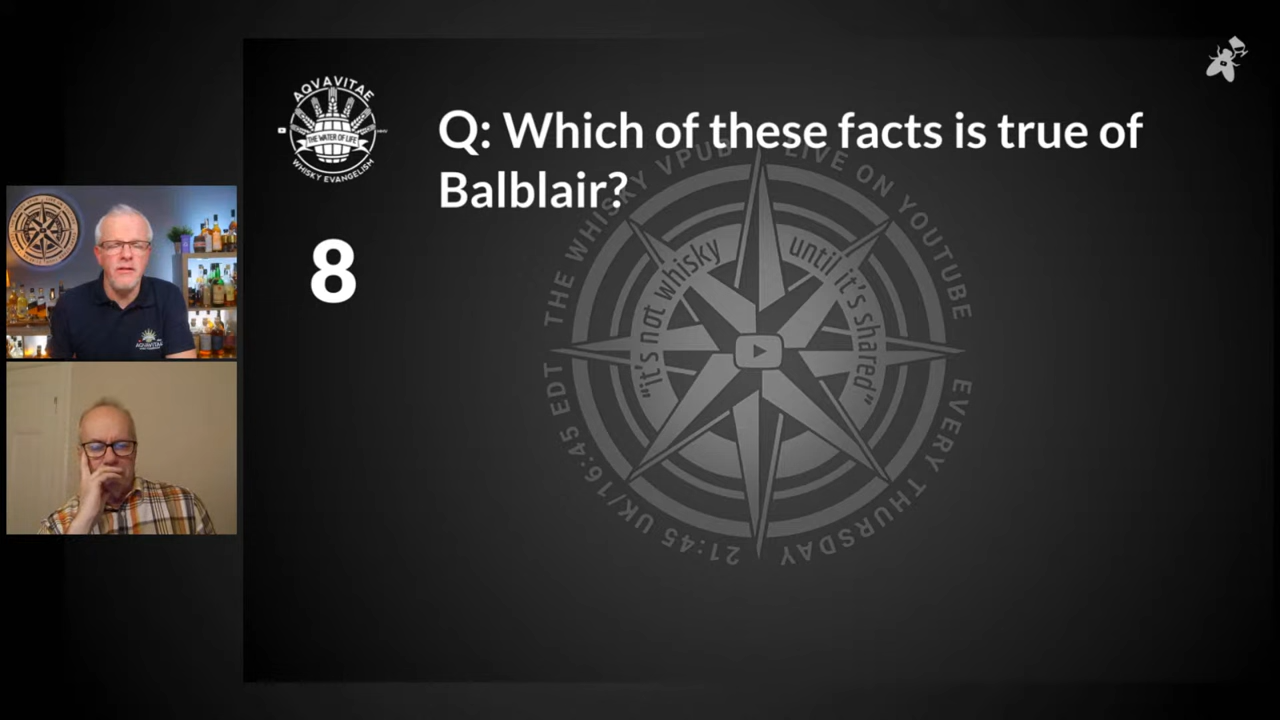 AQVAVITAE
THE WATER OF LIFE
WHISKY EVANGELISM
Q: Which of these facts is true of
Balblair?
8
THE WHISKY VPUB
LIVE ON YOUTUBE
EVERY THURSDAY
21:45 UK/16:45 EDT
"it's not whisky
until it's shared"
AQVAVITAE